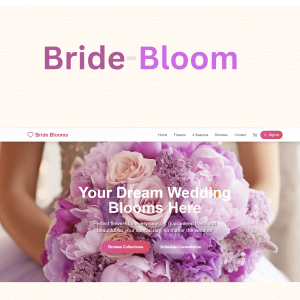 Bride-Bloom
Bride Blooms
Home Flowers 4 Seasons Reviews Contact Sign In
Your Dream Wedding
Blooms Here
Perfect flowers for every season, guaranteed fresh and
beautiful for your special day, no matter the weather.
Browse Collections Schedule Consultation